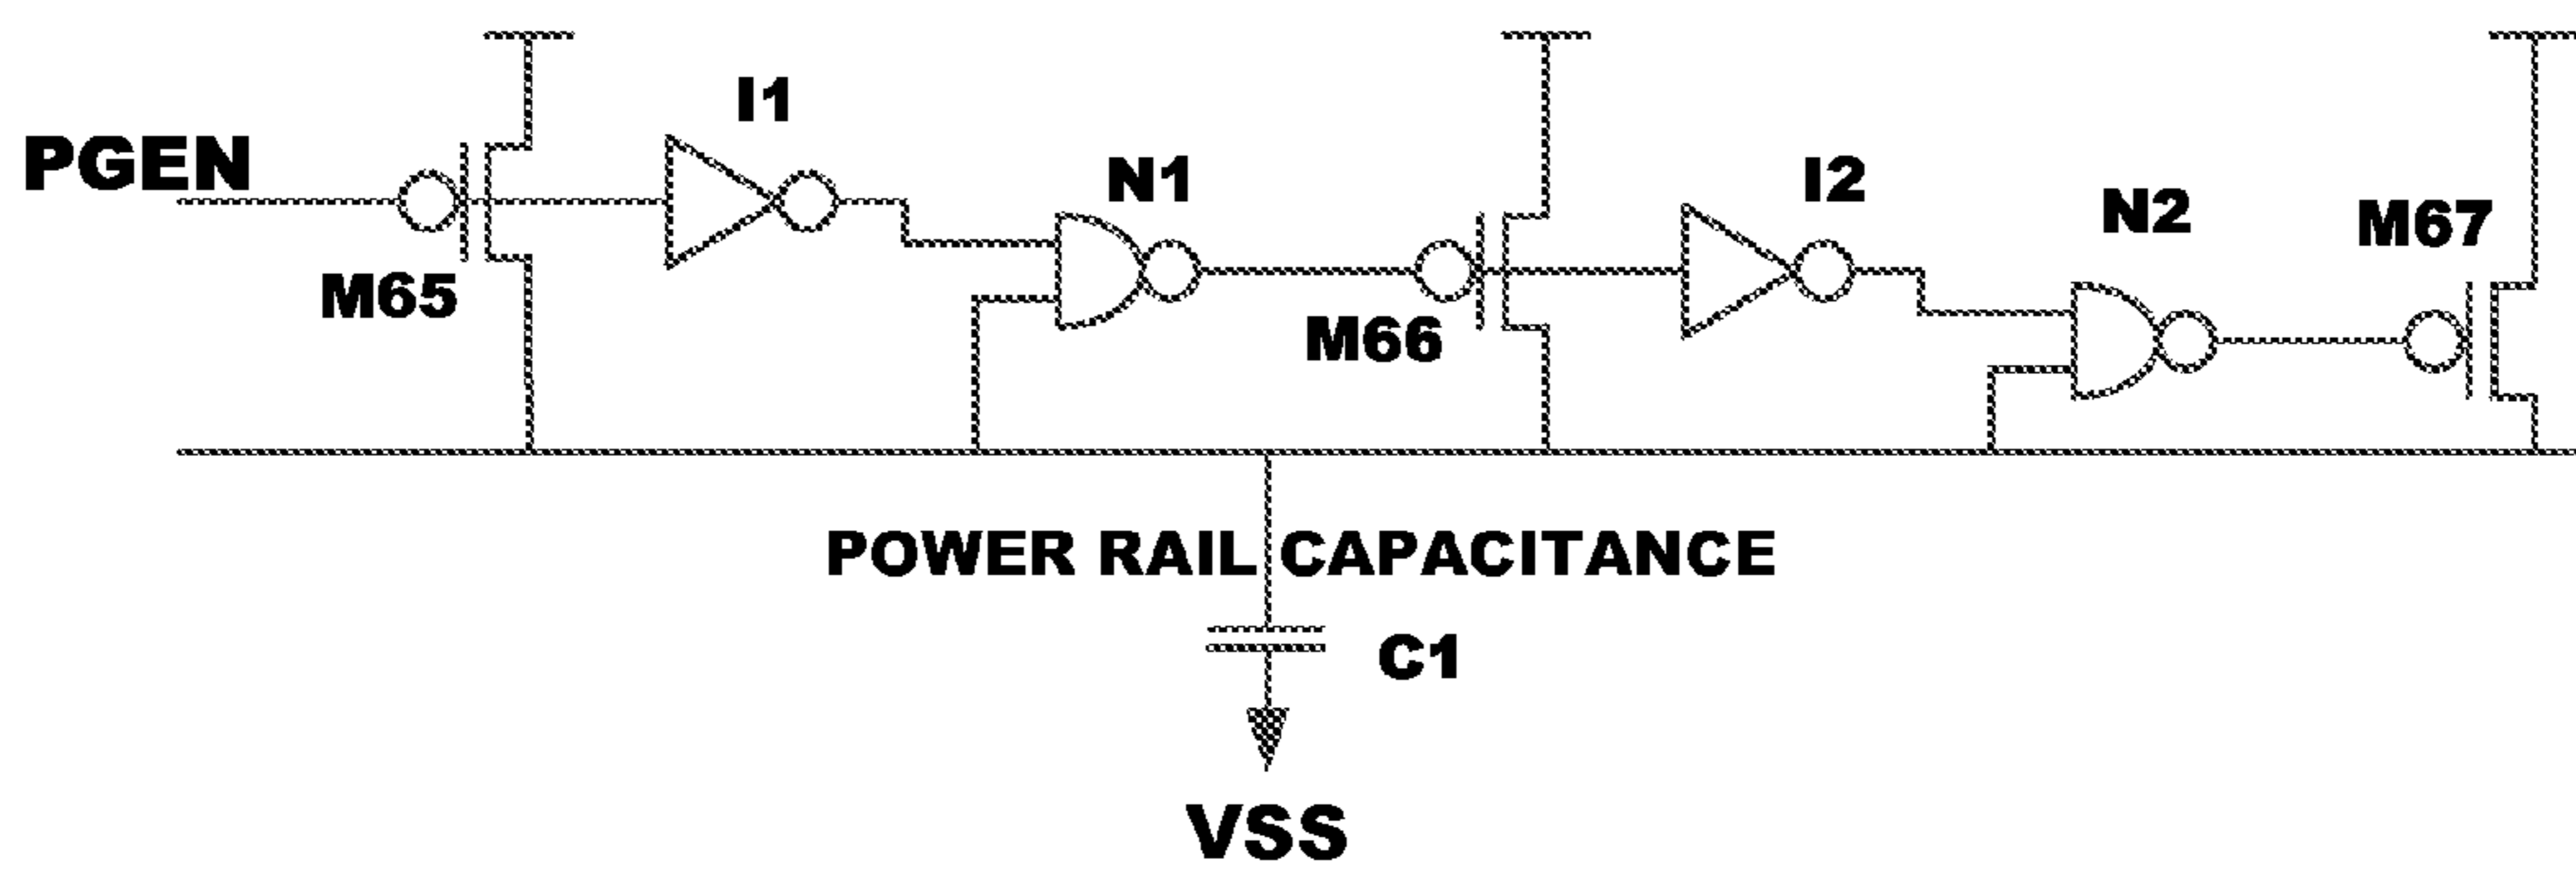 I1
PGEN
N1
I2
N2
M67
M65
M66
POWER RAIL CAPACITANCE
C1
VSS